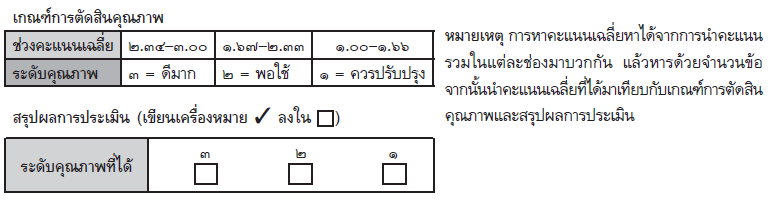 เกณฑ์การตัดสินคุณภาพ
ช่วงคะแนนเฉลี่ย ๒.๓๔–๓.๐๐ ๑.๖๗–๒.๓๓ ๑.๐๐–๑.๖๖
ระดับคุณภาพ ๓ = ดีมาก ๒ = พอใช้ ๑ = ควรปรับปรุง
สรุปผลการประเมิน (เขียนเครื่องหมาย ✓ ลงใน □)
๓ ๒ ๑
ระดับคุณภาพที่ได้ □ □ □
หมายเหตุ การหาคะแนนเฉลี่ยหาได้จากการนำคะแนน
รวมในแต่ละช่องมาบวกกัน แล้วหารด้วยจำนวนข้อ
จากนั้นนำคะแนนเฉลี่ยที่ได้มาเทียบกับเกณฑ์การตัดสิน
คุณภาพและสรุปผลการประเมิน